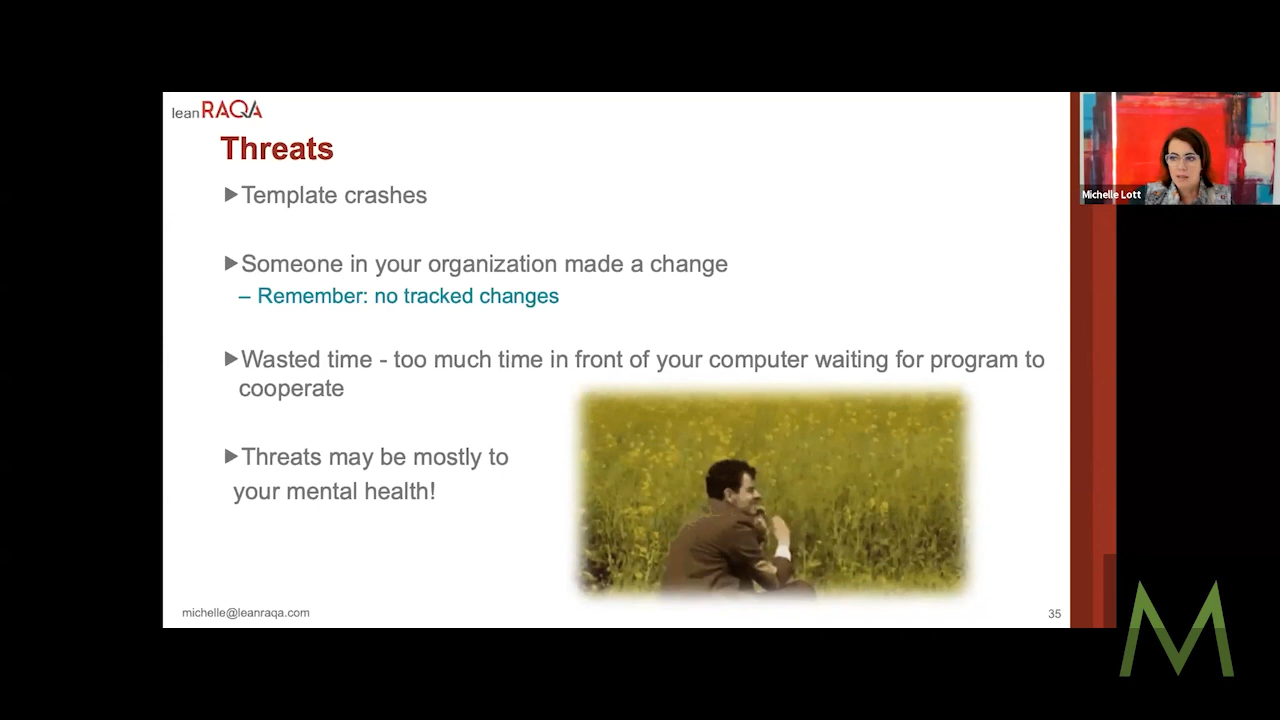 lean RAQA
Threats
Template crashes
Someone in your organization made a change
– Remember: no tracked changes
Wasted time - too much time in front of your computer waiting for program to
cooperate
Threats may be mostly to
your mental health!
michelle@leanraqa.com
35
Michelle Lott
M